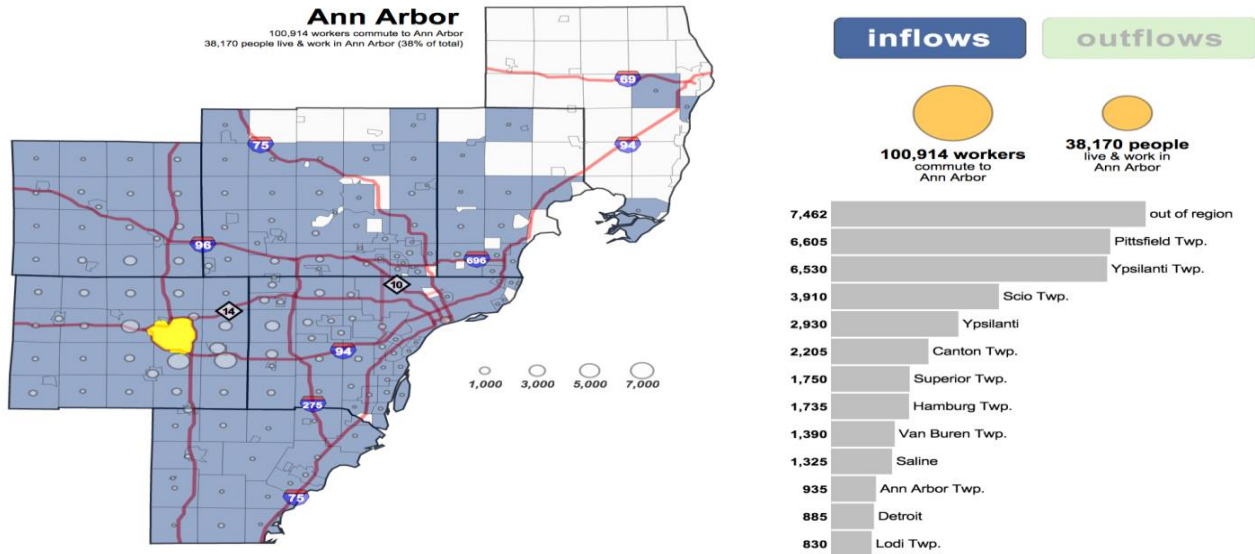 Ann Arbor
100,914 workers commute to Ann Arbor
38,170 people live & work in Ann Arbor (38% of total)
69
94
75
96
696
10
14
94
275
75
1,000 3,000 5,000 7,000
inflows outflows
100,914 workers
commute to
Ann Arbor
38,170 people
live & work in
Ann Arbor
7,462 out of region
6,605 Pittsfield Twp.
6,530 Ypsilanti Twp.
3,910 Scio Twp.
2,930 Ypsilanti
2,205 Canton Twp.
1,750 Superior Twp.
1,735 Hamburg Twp.
1,390 Van Buren Twp.
1,325 Saline
935 Ann Arbor Twp.
885 Detroit
830 Lodi Twp.